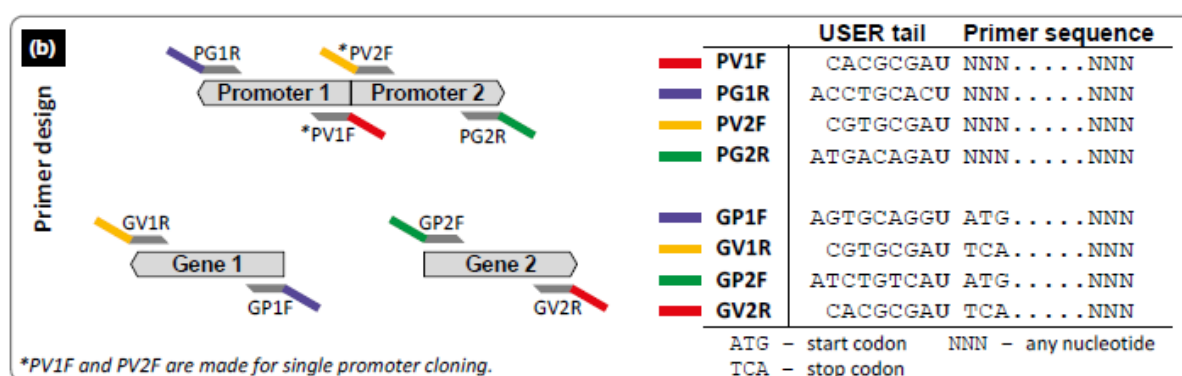 (b)
Primer design
PG1R
*PV2F
Promoter 1
Promoter 2
*PV1F
PG2R
GV1R
GP2F
Gene 1
Gene 2
GP1F
GV2R
*PV1F and PV2F are made for single promoter cloning.
USER tail Primer sequence
PV1F CACGCGAU NNN.....NNN
PG1R ACCTGCACU NNN.....NNN
PV2F CGTGCGAU NNN.....NNN
PG2R ATGACAGAU NNN.....NNN
GP1F AGTGCAGGU ATG.....NNN
GV1R CGTGCGAU TCA.....NNN
GP2F ATCTGTCAU ATG.....NNN
GV2R CACGCGAU TCA.....NNN
ATG – start codon NNN – any nucleotide
TCA – stop codon